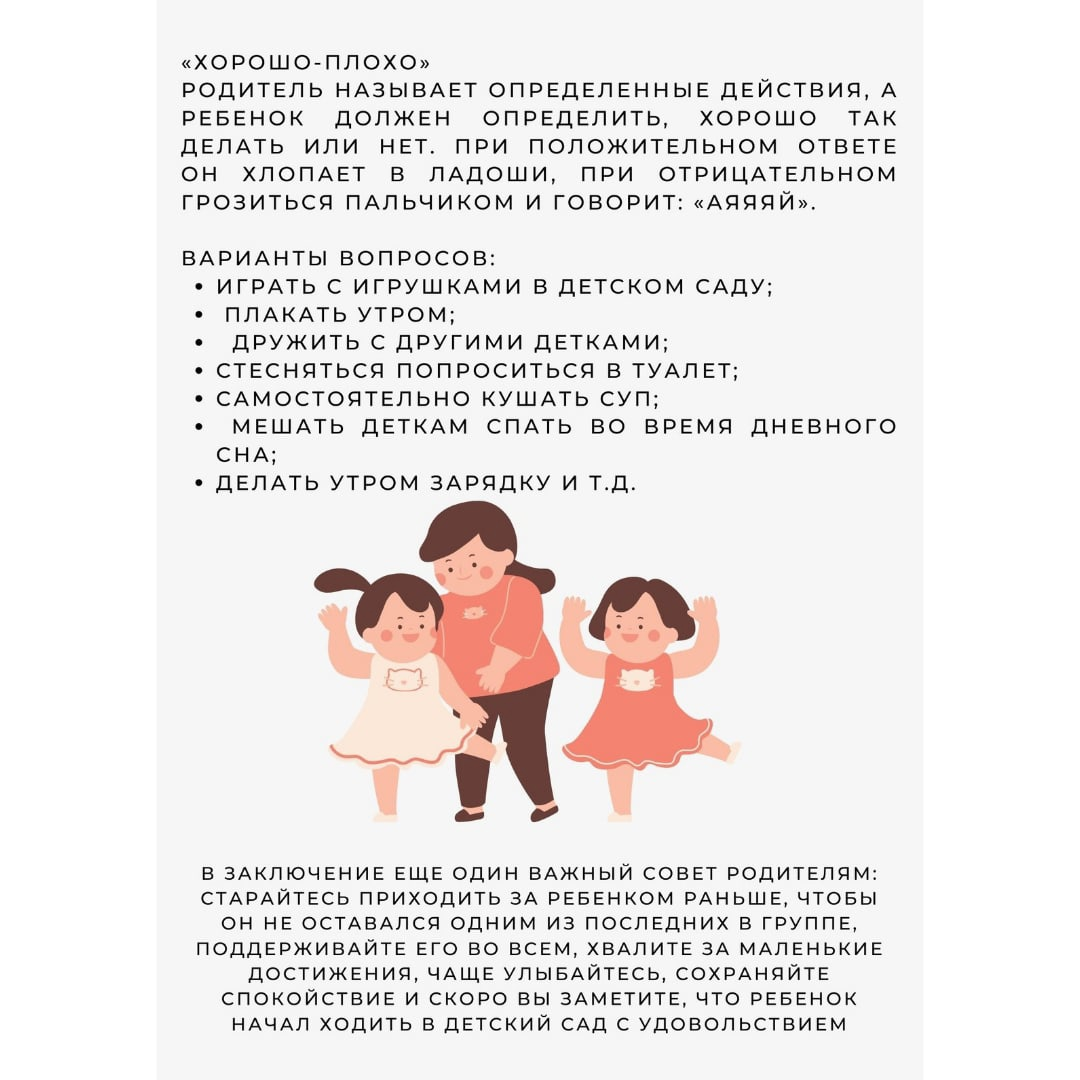 «ХОРОШО-ПЛОХО»
РОДИТЕЛЬ НАЗЫВАЕТ ОПРЕДЕЛЕННЫЕ ДЕЙСТВИЯ, А
РЕБЕНОК ДОЛЖЕН ОПРЕДЕЛИТЬ, ХОРОШО ТАК
ДЕЛАТЬ ИЛИ НЕТ. ПРИ ПОЛОЖИТЕЛЬНОМ ОТВЕТЕ
ОН ХЛОПАЕТ В ЛАДОШИ, ПРИ ОТРИЦАТЕЛЬНОМ
ГРОЗИТЬСЯ ПАЛЬЧИКОМ И ГОВОРИТ: «АЯЯЯЙ».
ВАРИАНТЫ ВОПРОСОВ:
• ИГРАТЬ С ИГРУШКАМИ В ДЕТСКОМ САДУ;
• ПЛАКАТЬ УТРОМ;
• ДРУЖИТЬ С ДРУГИМИ ДЕТКАМИ;
• СТЕСНЯТЬСЯ ПОПРОСИТЬСЯ В ТУАЛЕТ;
• САМОСТОЯТЕЛЬНО КУШАТЬ СУП;
• МЕШАТЬ ДЕТКАМ СПАТЬ ВО ВРЕМЯ ДНЕВНОГО
СНА;
• ДЕЛАТЬ УТРОМ ЗАРЯДКУ И Т.Д.
В ЗАКЛЮЧЕНИЕ ЕЩЕ ОДИН ВАЖНЫЙ СОВЕТ РОДИТЕЛЯМ:
СТАРАЙТЕСЬ ПРИХОДИТЬ ЗА РЕБЕНКОМ РАНЬШЕ, ЧТОБЫ
ОН НЕ ОСТАВАЛСЯ ОДНИМ ИЗ ПОСЛЕДНИХ В ГРУППЕ,
ПОДДЕРЖИВАЙТЕ ЕГО ВО ВСЕМ, ХВАЛИТЕ ЗА МАЛЕНЬКИЕ
ДОСТИЖЕНИЯ, ЧАЩЕ УЛЫБАЙТЕСЬ, СОХРАНЯЙТЕ
СПОКОЙСТВИЕ И СКОРО ВЫ ЗАМЕТИТЕ, ЧТО РЕБЕНОК
НАЧАЛ ХОДИТЬ В ДЕТСКИЙ САД С УДОВОЛЬСТВИЕМ